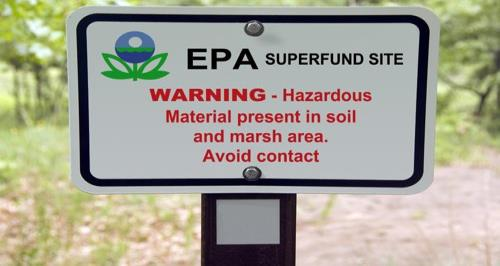 EPA SUPERFUND SITE
WARNING - Hazardous
Material present in soil
and marsh area.
Avoid contact